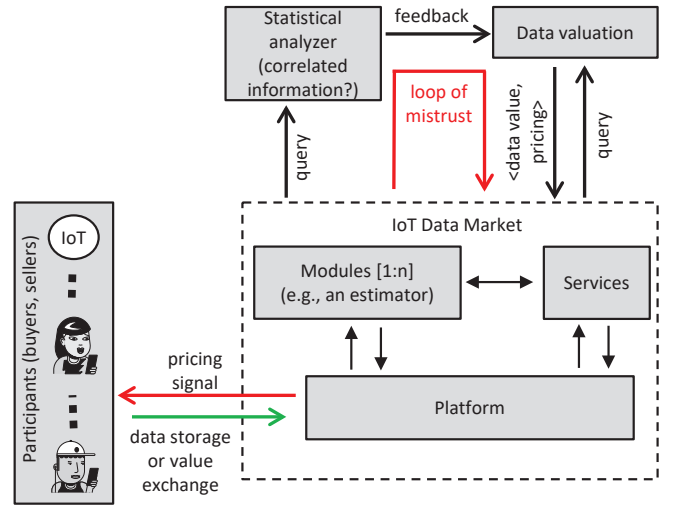 Statistical
analyzer
(correlated
information?)
feedback
Data valuation
loop of
mistrust
query
<data value,
pricing>
query
IoT Data Market
Participants (buyers, sellers)
IoT
Modules [1:n]
(e.g., an estimator)
Services
pricing
signal
Platform
data storage
or value
exchange